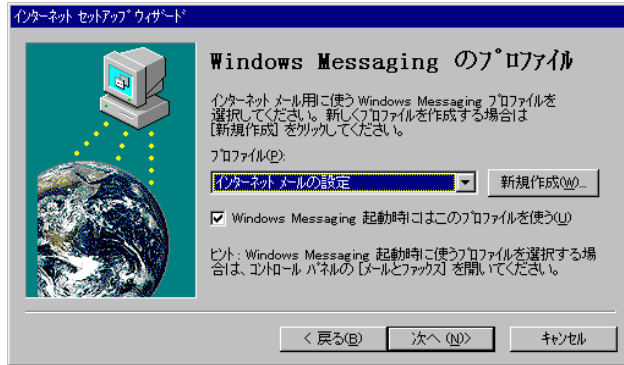 インターネット セットアップ ウィザード
Windows Messaging のプロファイル
インターネット メール用に使う Windows Messaging プロファイルを
選択してください。新しくプロファイルを作成する場合は
[新規作成] をクリックしてください。
プロファイル(P):
インターネット メールの設定
新規作成(W)...
Windows Messaging 起動時にはこのプロファイルを使う(U)
ヒント : Windows Messaging 起動時に使うプロファイルを選択する場
合は、コントロール パネルの [メールとファックス] を開いてください。
< 戻る(B)
次へ (N)>
キャンセル